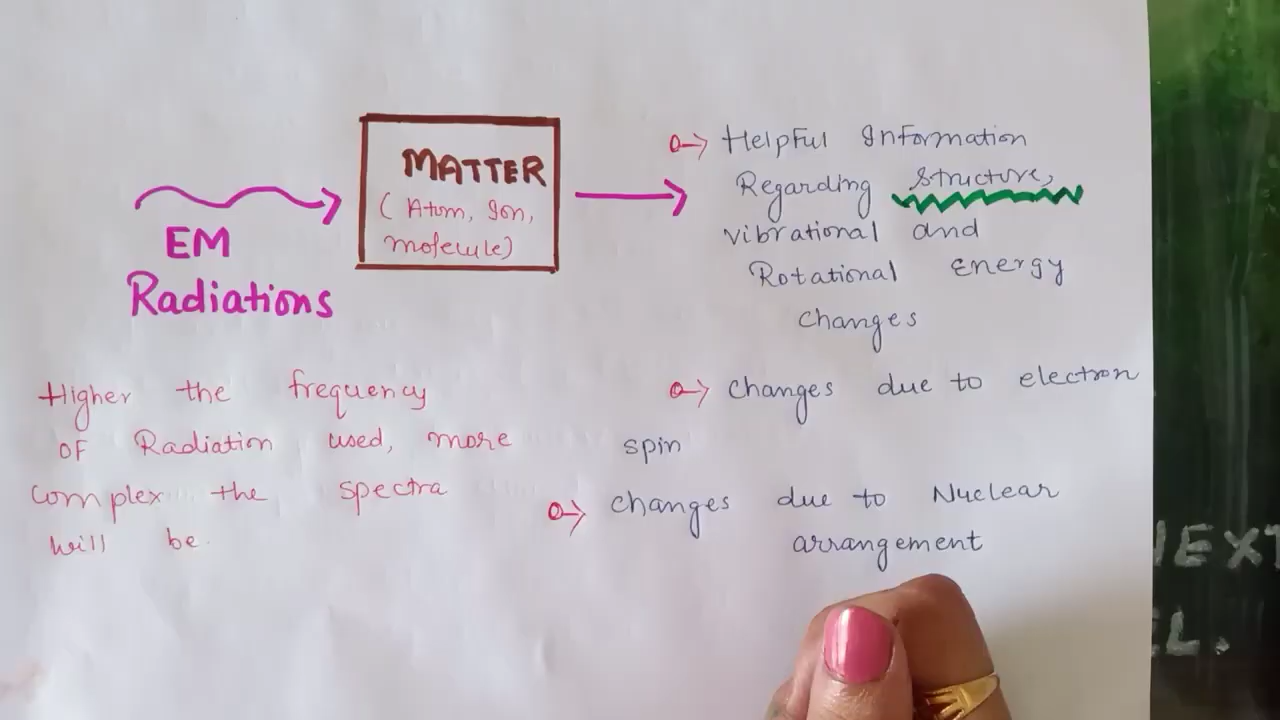 MATTER
( Atom, Ion,
molecule)
EM
Radiations
HelpFul Information
Regarding structure,
vibrational and
Rotational Energy
changes
Higher the frequency
OF Radiation used, more
complex the spectra
will be.
changes due to electron
spin
changes due to Nuclear
arrangement
NEXT
L.